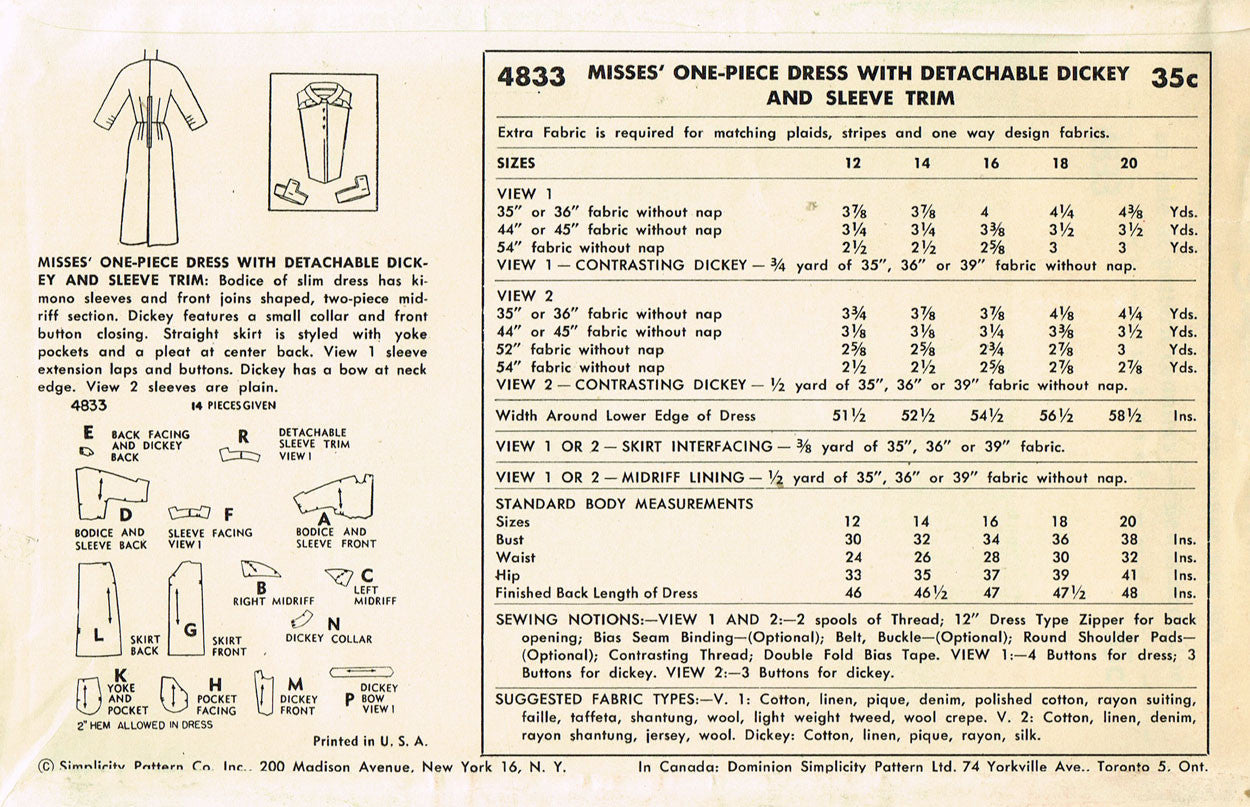 MISSES' ONE-PIECE DRESS WITH DETACHABLE DICK-
EY AND SLEEVE TRIM: Bodice of slim dress has ki-
mono sleeves and front joins shaped, two-piece mid-
riff section. Dickey features a small collar and front
button closing. Straight skirt is styled with yoke
pockets and a pleat at center back. View 1 sleeve
extension laps and buttons. Dickey has a bow at neck
edge. View 2 sleeves are plain.
4833 14 PIECES GIVEN
E BACK FACING
AND DICKEY
BACK
R DETACHABLE
SLEEVE TRIM
VIEW 1
D
BODICE AND
SLEEVE BACK
F
SLEEVE FACING
VIEW 1
A
BODICE AND
SLEEVE FRONT
L SKIRT
BACK
G SKIRT
FRONT
B
RIGHT MIDRIFF
C
LEFT
MIDRIFF
N
DICKEY COLLAR
K
YOKE
AND
POCKET
H
POCKET
FACING
M
DICKEY
FRONT
P DICKEY
BOW
VIEW 1
2" HEM ALLOWED IN DRESS
Printed in U. S. A.
4833 MISSES' ONE-PIECE DRESS WITH DETACHABLE DICKEY 35c
AND SLEEVE TRIM
Extra Fabric is required for matching plaids, stripes and one way design fabrics.
SIZES 12 14 16 18 20
VIEW 1
35" or 36" fabric without nap 3⅞ 3⅞ 4 4¼ 4⅜ Yds.
44" or 45" fabric without nap 3¼ 3¼ 3⅜ 3½ 3½ Yds.
54" fabric without nap 2½ 2½ 2⅝ 3 3 Yds.
VIEW 1 — CONTRASTING DICKEY — ¾ yard of 35", 36" or 39" fabric without nap.
VIEW 2
35" or 36" fabric without nap 3¾ 3⅞ 3⅞ 4⅛ 4¼ Yds.
44" or 45" fabric without nap 3⅛ 3⅛ 3¼ 3⅜ 3½ Yds.
52" fabric without nap 2⅝ 2⅝ 2¾ 2⅞ 3 Yds.
54" fabric without nap 2½ 2½ 2⅝ 2⅞ 2⅞ Yds.
VIEW 2 — CONTRASTING DICKEY — ½ yard of 35", 36" or 39" fabric without nap.
Width Around Lower Edge of Dress 51½ 52½ 54½ 56½ 58½ Ins.
VIEW 1 OR 2 — SKIRT INTERFACING — ⅜ yard of 35", 36" or 39" fabric.
VIEW 1 OR 2 — MIDRIFF LINING — ½ yard of 35", 36" or 39" fabric without nap.
STANDARD BODY MEASUREMENTS
Sizes 12 14 16 18 20
Bust 30 32 34 36 38 Ins.
Waist 24 26 28 30 32 Ins.
Hip 33 35 37 39 41 Ins.
Finished Back Length of Dress 46 46½ 47 47½ 48 Ins.
SEWING NOTIONS:—VIEW 1 AND 2:—2 spools of Thread; 12" Dress Type Zipper for back
opening; Bias Seam Binding—(Optional); Belt, Buckle—(Optional); Round Shoulder Pads—
(Optional); Contrasting Thread; Double Fold Bias Tape. VIEW 1:—4 Buttons for dress; 3
Buttons for dickey. VIEW 2:—3 Buttons for dickey.
SUGGESTED FABRIC TYPES:—V. 1: Cotton, linen, pique, denim, polished cotton, rayon suiting,
faille, taffeta, shantung, wool, light weight tweed, wool crepe. V. 2: Cotton, linen, denim,
rayon shantung, jersey, wool. Dickey: Cotton, linen, pique, rayon, silk.
© Simplicity Pattern Co. Inc., 200 Madison Avenue, New York 16, N. Y. In Canada: Dominion Simplicity Pattern Ltd. 74 Yorkville Ave., Toronto 5, Ont.